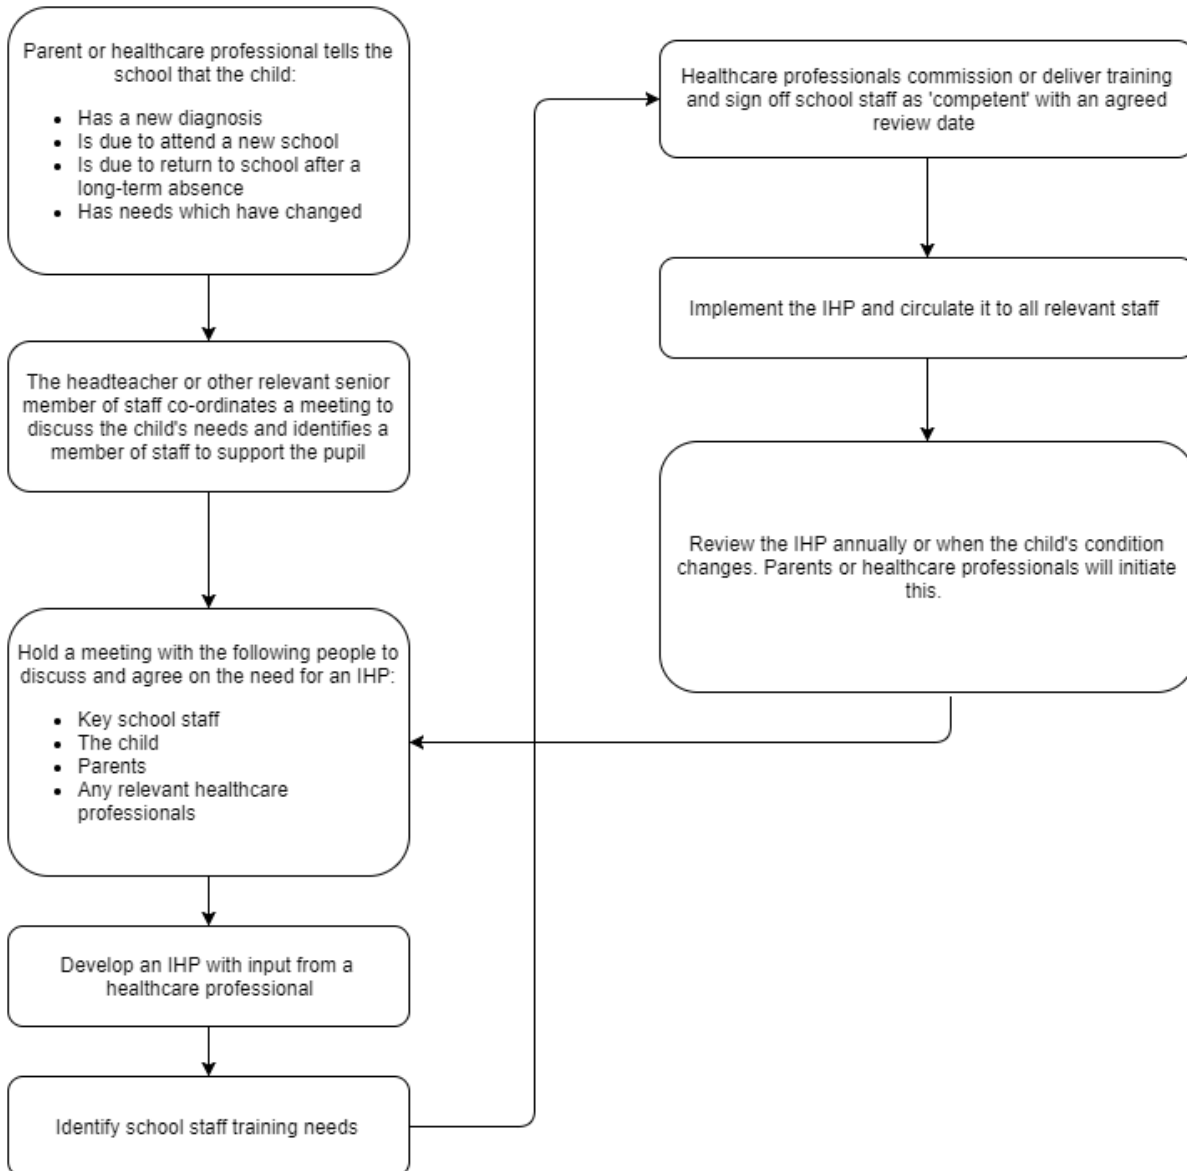 Parent or healthcare professional tells the
school that the child:
• Has a new diagnosis
• Is due to attend a new school
• Is due to return to school after a
long-term absence
• Has needs which have changed
The headteacher or other relevant senior
member of staff co-ordinates a meeting to
discuss the child's needs and identifies a
member of staff to support the pupil
Hold a meeting with the following people to
discuss and agree on the need for an IHP:
• Key school staff
• The child
• Parents
• Any relevant healthcare
professionals
Develop an IHP with input from a
healthcare professional
Identify school staff training needs
Healthcare professionals commission or deliver training
and sign off school staff as 'competent' with an agreed
review date
Implement the IHP and circulate it to all relevant staff
Review the IHP annually or when the child's condition
changes. Parents or healthcare professionals will initiate
this.